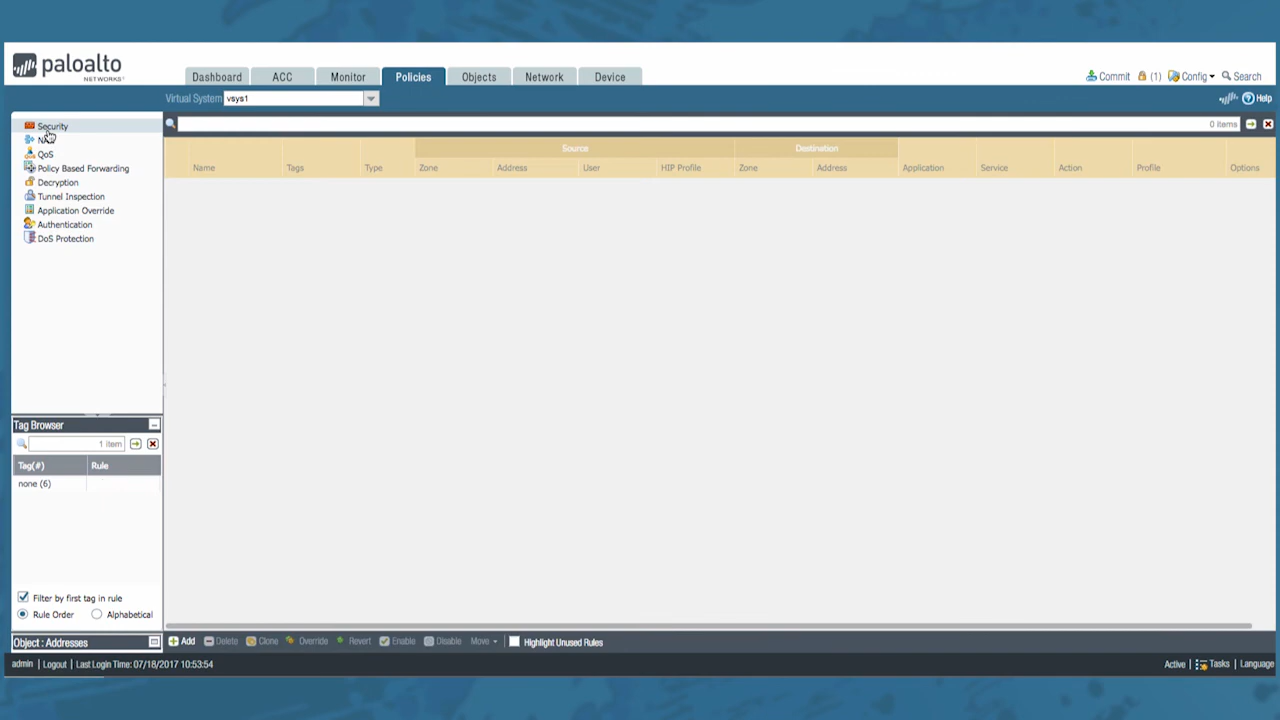 paloalto
NETWORKS
Dashboard ACC Monitor Policies Objects Network Device
Commit (1) Config Search
Virtual System vsys1
Help
Security
QoS
Policy Based Forwarding
Decryption
Tunnel Inspection
Application Override
Authentication
DoS Protection
0 items
Source Destination
Name Tags Type Zone Address User HIP Profile Zone Address Application Service Action Profile Options
Tag Browser
1 item
Tag(#) Rule
none (6)
Filter by first tag in rule
Rule Order Alphabetical
Object : Addresses
Add Delete Clone Override Revert Enable Disable Move Highlight Unused Rules
admin | Logout | Last Login Time: 07/18/2017 10:53:54
Active | Tasks | Language